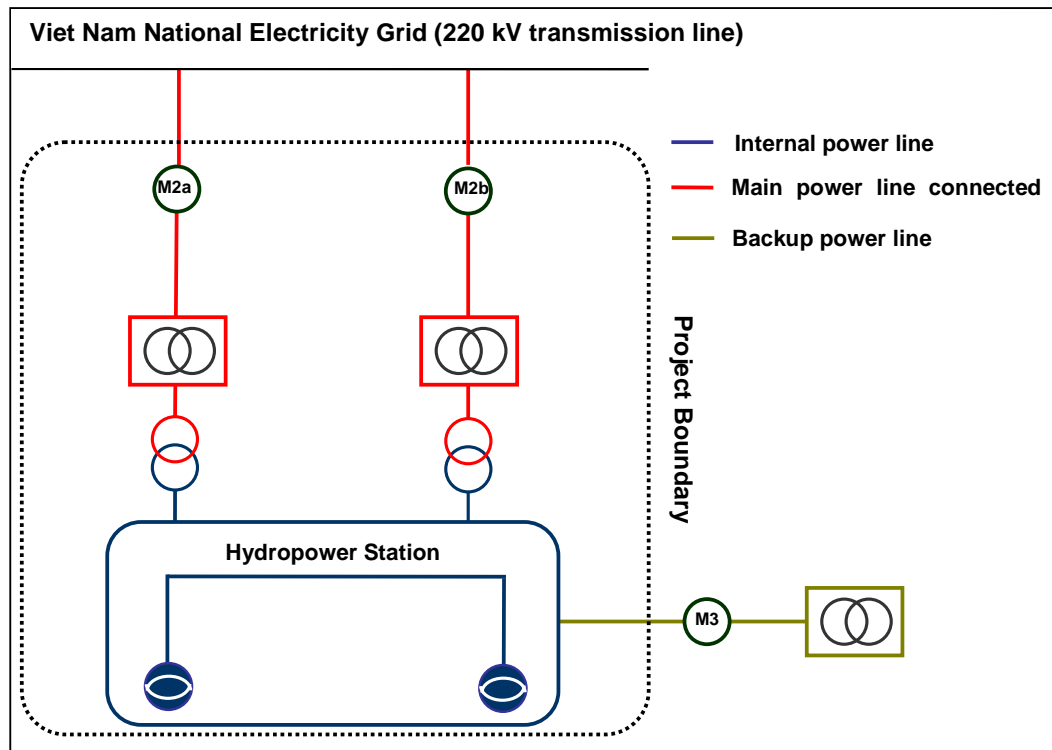 Viet Nam National Electricity Grid (220 kV transmission line)
Internal power line
M2a
M2b
Main power line connected
Backup power line
Project Boundary
Hydropower Station
M3